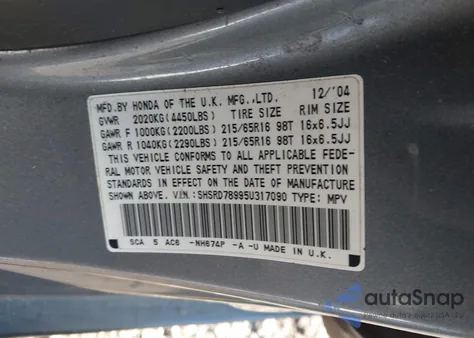 MFD.BY HONDA OF THE U.K. MFG.,LTD. 12/'04
GVWR 2020KG(4450LBS) TIRE SIZE RIM SIZE
GAWR F 1000KG(2200LBS) 215/65R16 98T 16x6.5JJ
GAWR R 1040KG(2290LBS) 215/65R16 98T 16x6.5JJ
THIS VEHICLE CONFORMS TO ALL APPLICABLE FEDE-
RAL MOTOR VEHICLE SAFETY AND BUMPER
STANDARDS IN EFFECT ON THE DATE OF MANUFACTURE
SHOWN ABOVE. V/N: SHSRD78995U317090 TYPE: MPV
SCA 5 AC6 -NH674P -A -U MADE IN U.K.
autoSnap